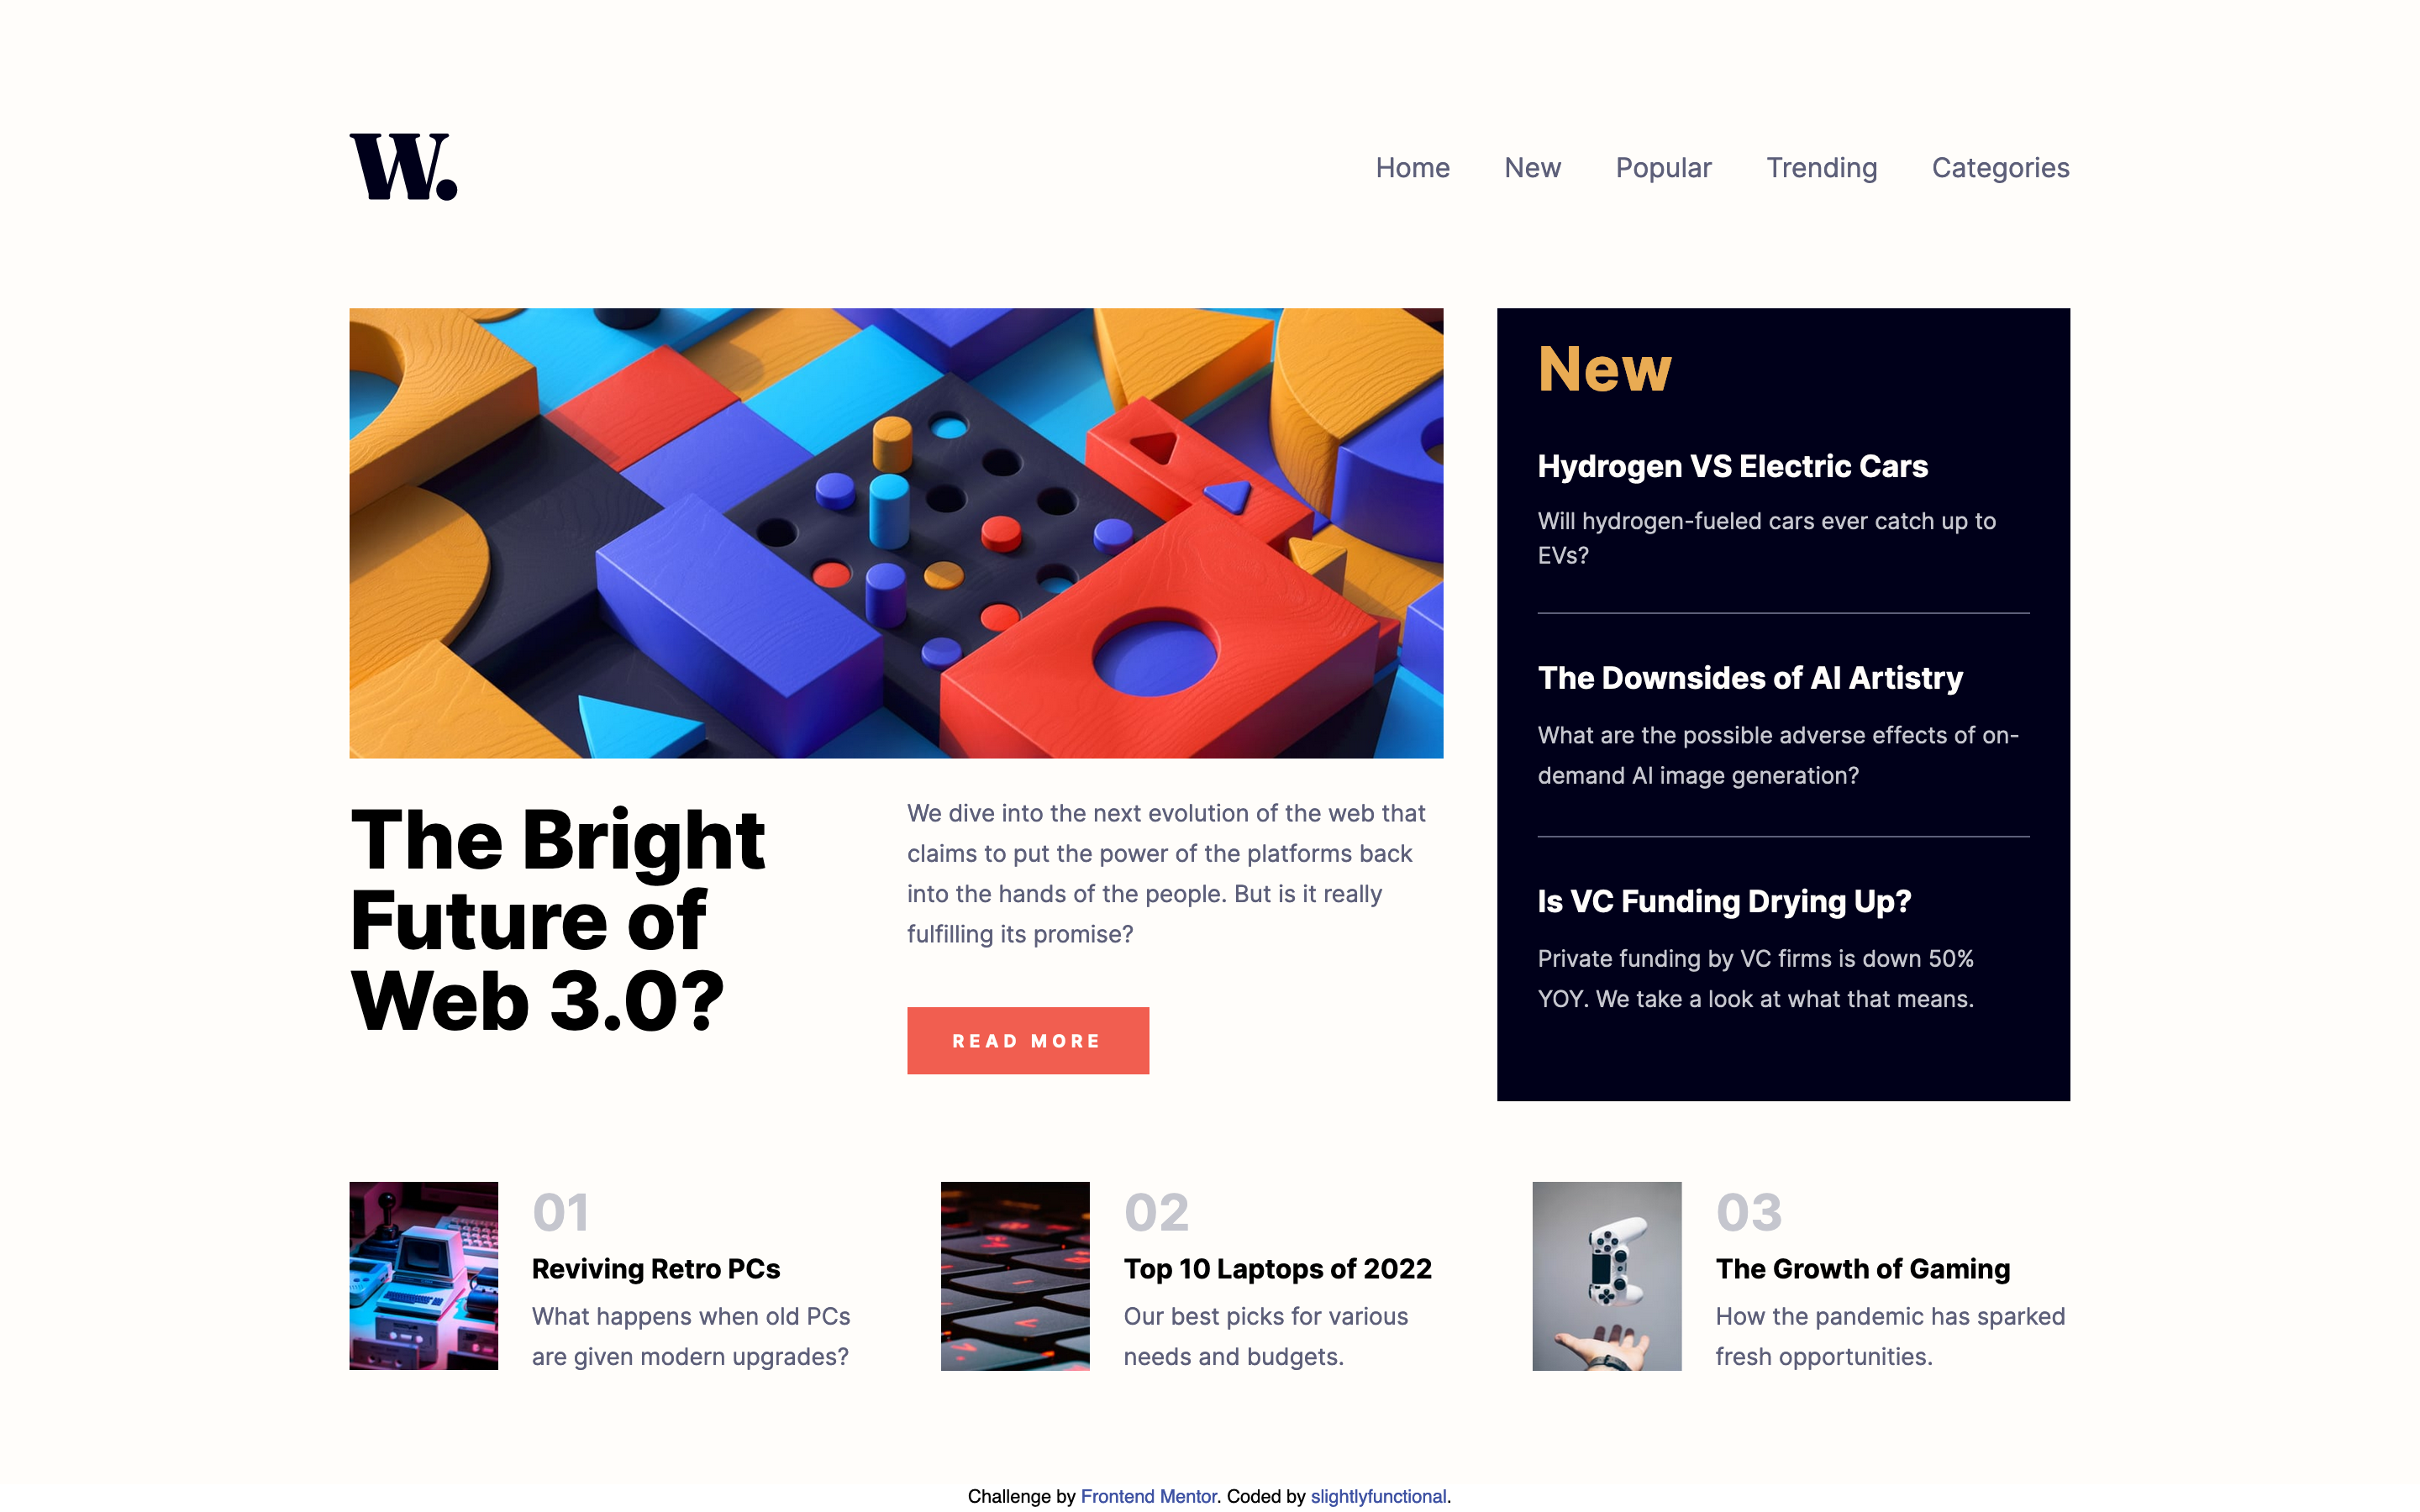 W.
Home New Popular Trending Categories
The Bright
Future of
Web 3.0?
We dive into the next evolution of the web that
claims to put the power of the platforms back
into the hands of the people. But is it really
fulfilling its promise?
READ MORE
New
Hydrogen VS Electric Cars
Will hydrogen-fueled cars ever catch up to
EVs?
The Downsides of AI Artistry
What are the possible adverse effects of on-
demand AI image generation?
Is VC Funding Drying Up?
Private funding by VC firms is down 50%
YOY. We take a look at what that means.
01
Reviving Retro PCs
What happens when old PCs
are given modern upgrades?
02
Top 10 Laptops of 2022
Our best picks for various
needs and budgets.
03
The Growth of Gaming
How the pandemic has sparked
fresh opportunities.
Challenge by Frontend Mentor. Coded by slightlyfunctional.